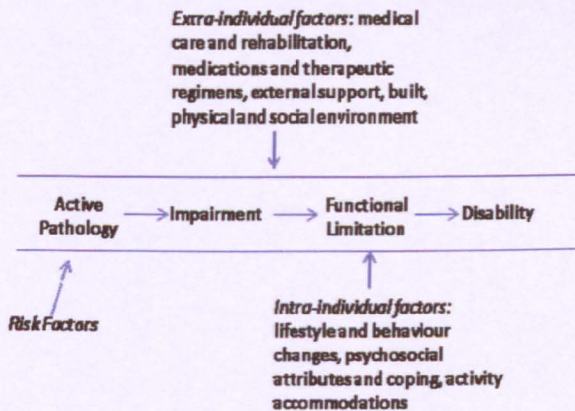 Extra-individual factors: medical
care and rehabilitation,
medications and therapeutic
regimens, external support, built,
physical and social environment
Active
Pathology
Impairment
Functional
Limitation
Disability
Risk Factors
Intra-individual factors:
lifestyle and behaviour
changes, psychosocial
attributes and coping, activity
accommodations